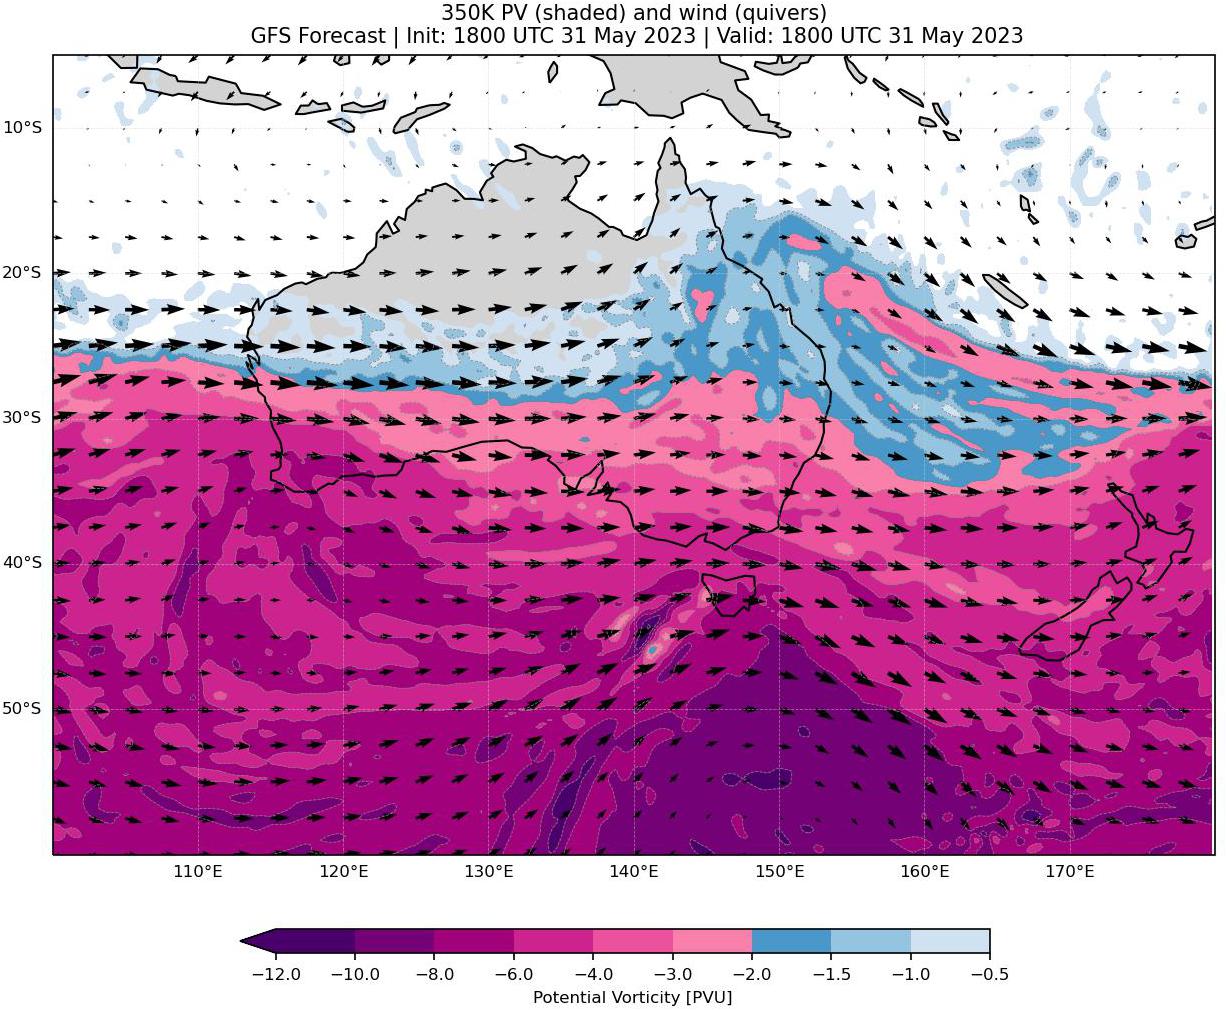 350K PV (shaded) and wind (quivers)
GFS Forecast | Init: 1800 UTC 31 May 2023 | Valid: 1800 UTC 31 May 2023
10°S
20°S
30°S
40°S
50°S
110°E 120°E 130°E 140°E 150°E 160°E 170°E
−12.0 −10.0 −8.0 −6.0 −4.0 −3.0 −2.0 −1.5 −1.0 −0.5
Potential Vorticity [PVU]